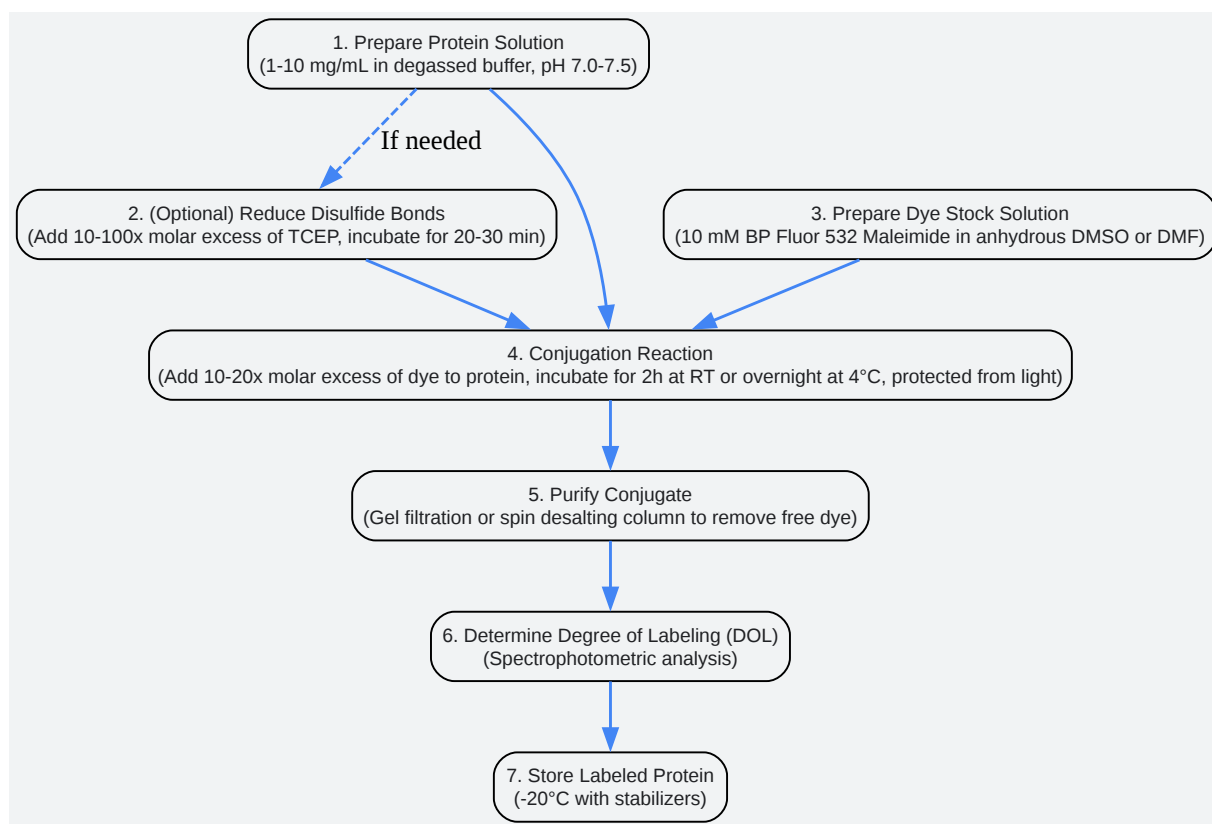 1. Prepare Protein Solution
(1-10 mg/mL in degassed buffer, pH 7.0-7.5)
If needed
2. (Optional) Reduce Disulfide Bonds
(Add 10-100x molar excess of TCEP, incubate for 20-30 min)
3. Prepare Dye Stock Solution
(10 mM BP Fluor 532 Maleimide in anhydrous DMSO or DMF)
4. Conjugation Reaction
(Add 10-20x molar excess of dye to protein, incubate for 2h at RT or overnight at 4°C, protected from light)
5. Purify Conjugate
(Gel filtration or spin desalting column to remove free dye)
6. Determine Degree of Labeling (DOL)
(Spectrophotometric analysis)
7. Store Labeled Protein
(-20°C with stabilizers)